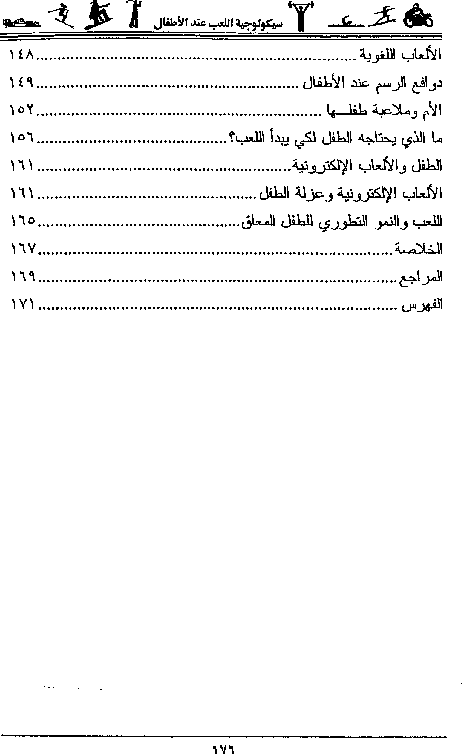 سيكولوجية اللعب عند الأطفال
الألعاب اللغوية ..... ١٤٨
دوافع الرسم عند الأطفال ..... ١٤٩
الأم وملاعبة طفلها ..... ١٥٢
ما الذي يحتاجه الطفل لكي يبدأ اللعب؟ ..... ١٥٦
الطفل والألعاب الإلكترونية ..... ١٦١
الألعاب الإلكترونية وعزلة الطفل ..... ١٦١
اللعب والنمو التطوري للطفل المعاق ..... ١٦٥
الخلاصة ..... ١٦٧
المراجع ..... ١٦٩
الفهرس ..... ١٧١
١٧٦